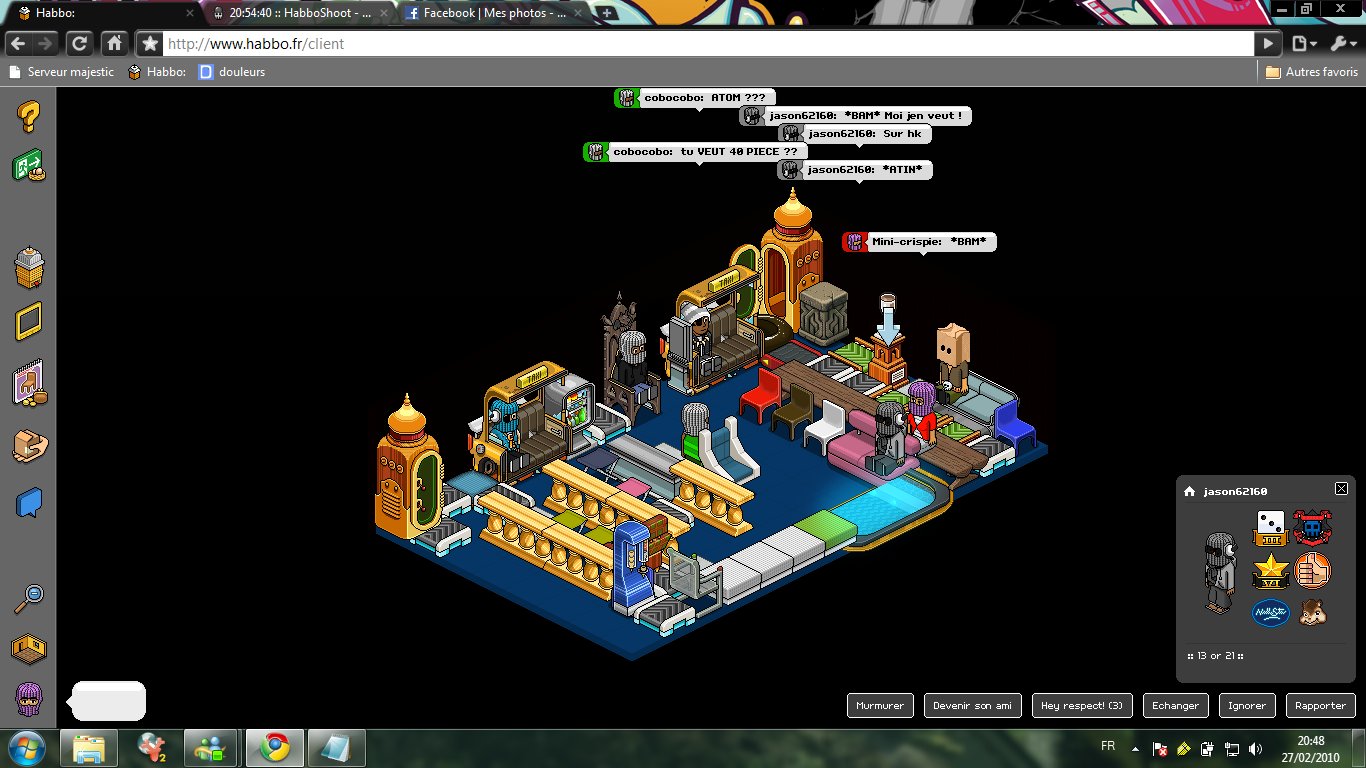 Habbo:
20:54:40 :: HabboShoot - ...
Facebook | Mes photos - ...
http://www.habbo.fr/client
Serveur majestic
Habbo:
douleurs
Autres favoris
cobocobo: ATOM ???
jason62160: *BAM* Moi jen veut !
jason62160: Sur hk
cobocobo: tu VEUT 40 PIECE ??
jason62160: *ATIN*
Mini-crispie: *BAM*
TAXI
TAXI
jason62160
:: 13 or 21 ::
Murmurer
Devenir son ami
Hey respect! (3)
Echanger
Ignorer
Rapporter
FR
20:48
27/02/2010